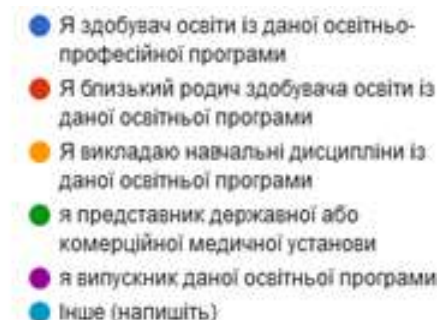 Я здобувач освіти із даної освітньо-
професійної програми
Я близький родич здобувача освіти із
даної освітньої програми
Я викладаю навчальні дисципліни із
даної освітньої програми
я представник державної або
комерційної медичної установи
я випускник даної освітньої програми
Інше (напишіть)